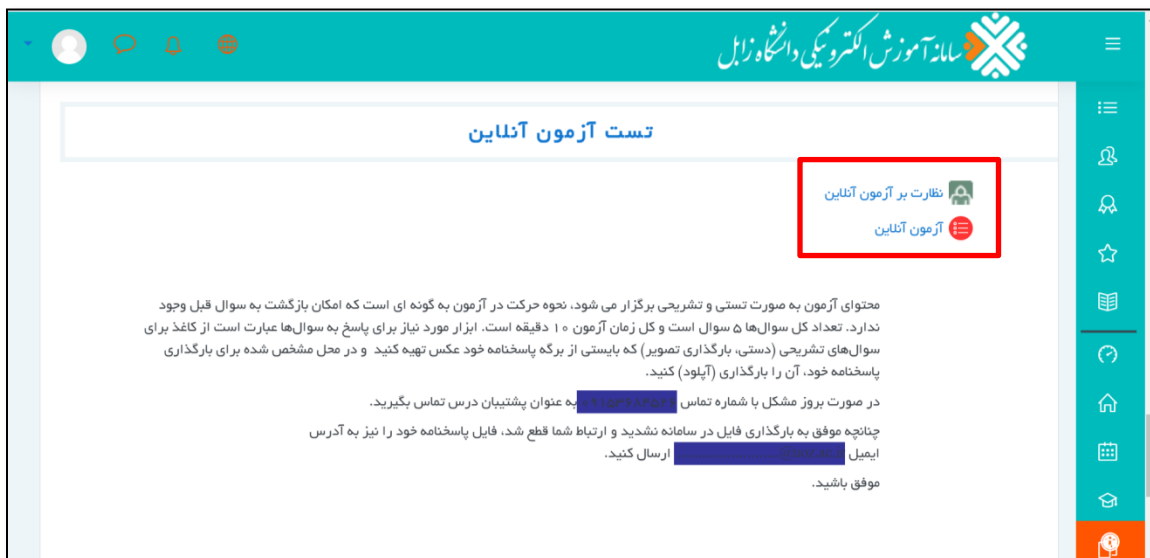 سامانه آموزش الکترونیکی دانشگاه زابل
تست آزمون آنلاین
نظارت بر آزمون آنلاین
آزمون آنلاین
محتوای آزمون به صورت تستی و تشریحی برگزار می شود، نحوه حرکت در آزمون به گونه ای است که امکان بازگشت به سوال قبل وجود
ندارد. تعداد کل سوال‌ها ۵ سوال است و کل زمان آزمون ۱۰ دقیقه است. ابزار مورد نیاز برای پاسخ به سوال‌ها عبارت است از کاغذ برای
سوال‌های تشریحی (دستی، بارگذاری تصویر) که بایستی از برگه پاسخنامه خود عکس تهیه کنید و در محل مشخص شده برای بارگذاری
پاسخنامه خود، آن را بارگذاری (آپلود) کنید.
در صورت بروز مشکل با شماره تماس به عنوان پشتیبان درس تماس بگیرید.
چنانچه موفق به بارگذاری فایل در سامانه نشدید و ارتباط شما قطع شد، فایل پاسخنامه خود را نیز به آدرس
ایمیل ارسال کنید.
موفق باشید.